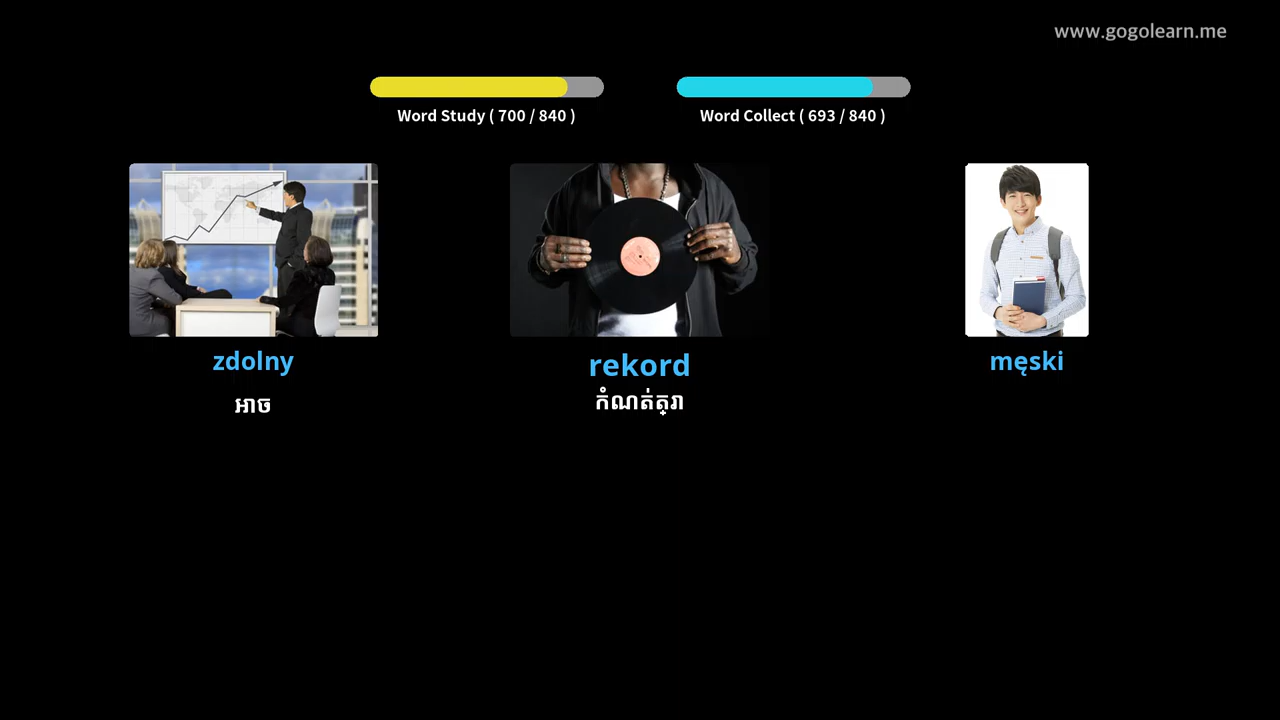 www.gogolearn.me
Word Study ( 700 / 840 )
Word Collect ( 693 / 840 )
zdolny
rekord
męski
អាច
កំណត់ត្រា